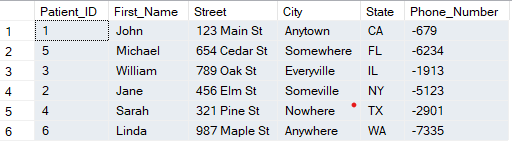 Patient_ID First_Name Street City State Phone_Number
1 1 John 123 Main St Anytown CA -679
2 5 Michael 654 Cedar St Somewhere FL -6234
3 3 William 789 Oak St Everyville IL -1913
4 2 Jane 456 Elm St Someville NY -5123
5 4 Sarah 321 Pine St Nowhere TX -2901
6 6 Linda 987 Maple St Anywhere WA -7335